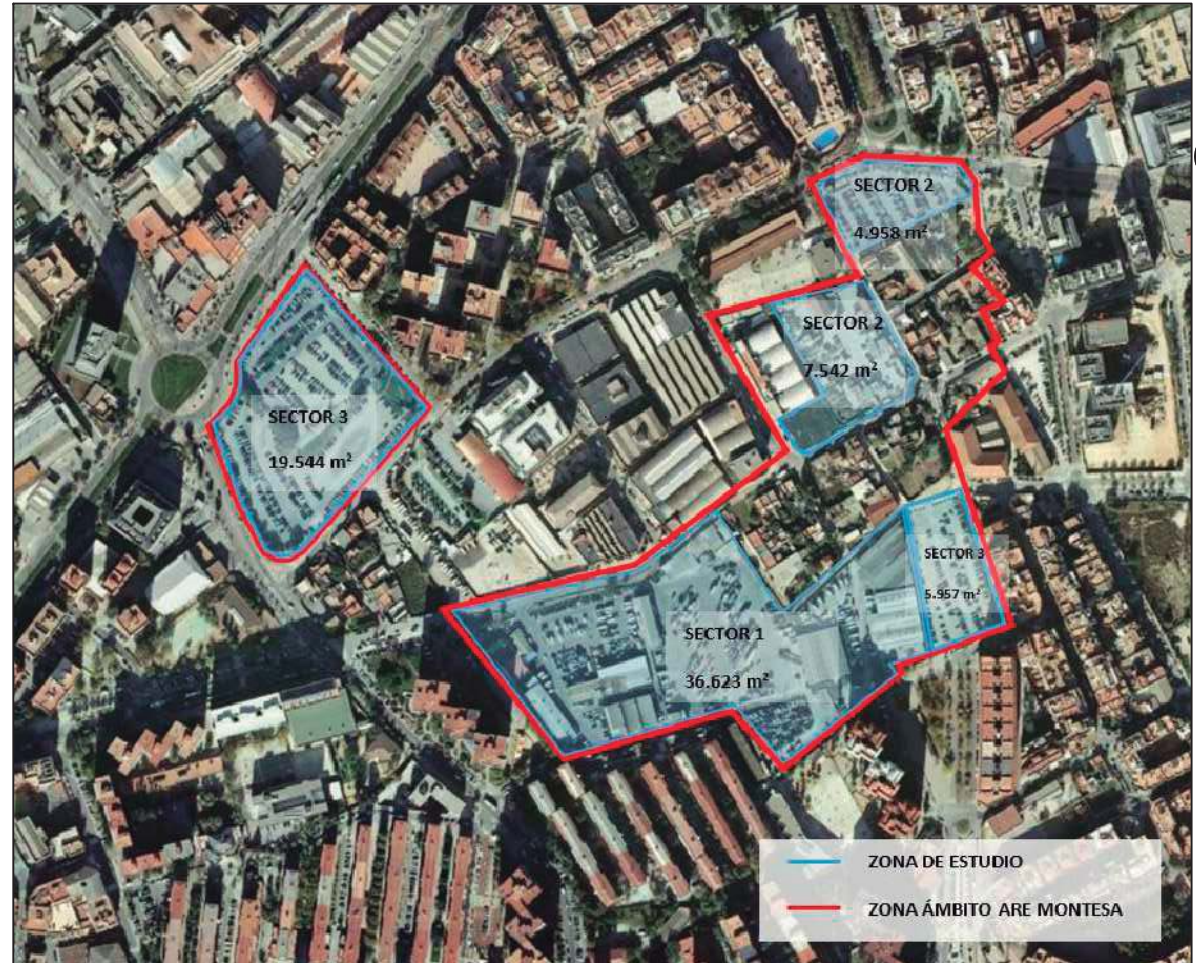 SECTOR 2
4.958 m²
SECTOR 2
7.542 m²
SECTOR 3
19.544 m²
SECTOR 3
5.957 m²
SECTOR 1
36.623 m²
ZONA DE ESTUDIO
ZONA ÁMBITO ARE MONTESA